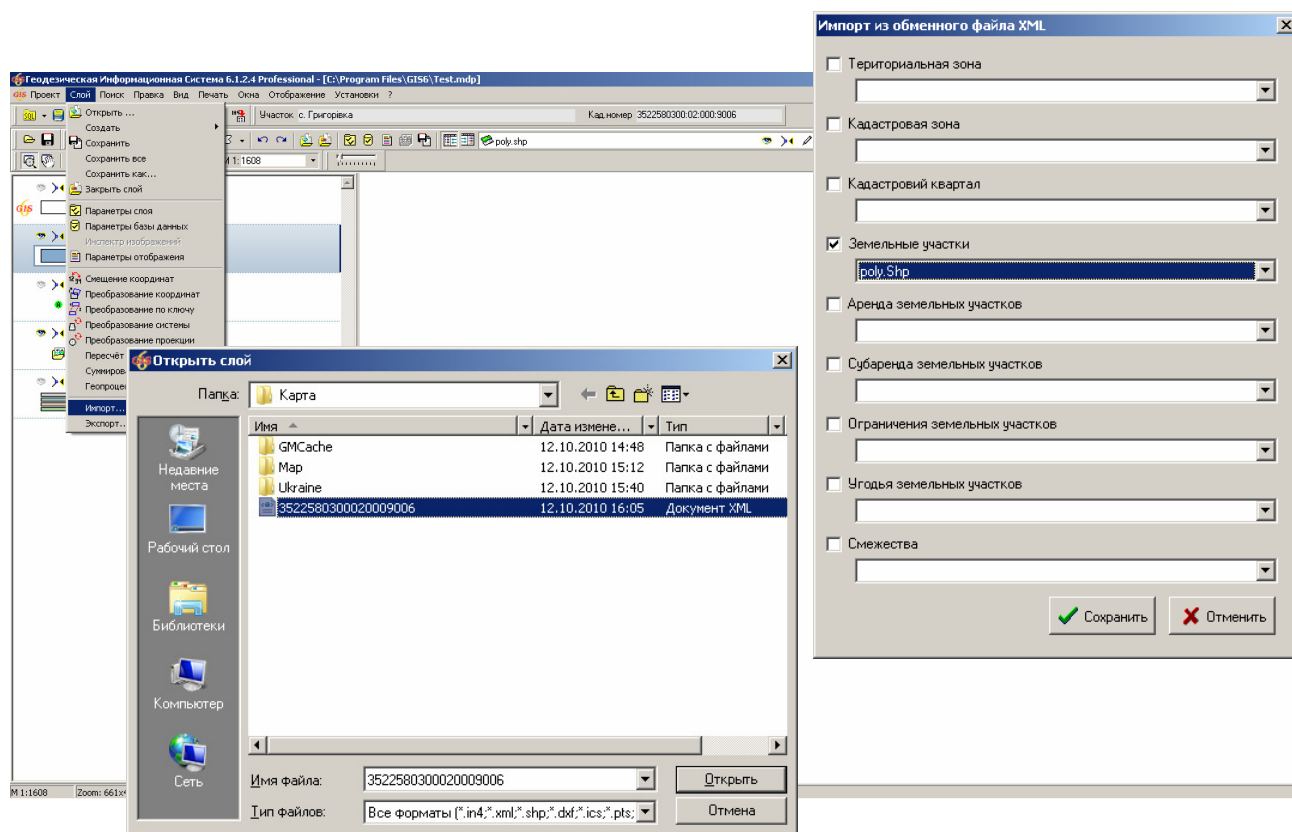 Импорт из обменного файла XML
Териториальная зона
Кадастровая зона
Кадастровий квартал
Земельные участки
poly.Shp
Аренда земельных участков
Субаренда земельных участков
Ограничения земельных участков
Угодья земельных участков
Смежества
Сохранить
Отменить
Геодезическая Информационная Система 6.1.2.4 Professional - [C:\Program Files\GIS6\Test.mdp]
GIS Проект Слой Поиск Правка Вид Печать Окна Отображение Установки ?
SQL
Участок с. Григорівка
Кад.номер 3522580300:02:000:9006
poly.shp
1:1608
GIS
Открыть ...
Создать
Сохранить
Сохранить все
Сохранить как...
Закрыть слой
Параметры слоя
Параметры базы данных
Инспектр изображений
Параметры отображения
Смещение координат
Преобразование координат
Преобразование по ключу
Преобразование системы
Преобразование проекции
Пересчёт
Суммиров
Геопроцес
Импорт...
Экспорт..
Открыть слой
Папка: Карта
Имя Дата измене... Тип
GMCache 12.10.2010 14:48 Папка с файлами
Map 12.10.2010 15:12 Папка с файлами
Ukraine 12.10.2010 15:40 Папка с файлами
3522580300020009006 12.10.2010 16:05 Документ XML
Недавние места
Рабочий стол
Библиотеки
Компьютер
Сеть
Имя файла: 3522580300020009006 Открыть
Тип файлов: Все форматы (*.in4;*.xml;*.shp;*.dxf;*.ics;*.pts; Отмена
M 1:1608 Zoom: 661x